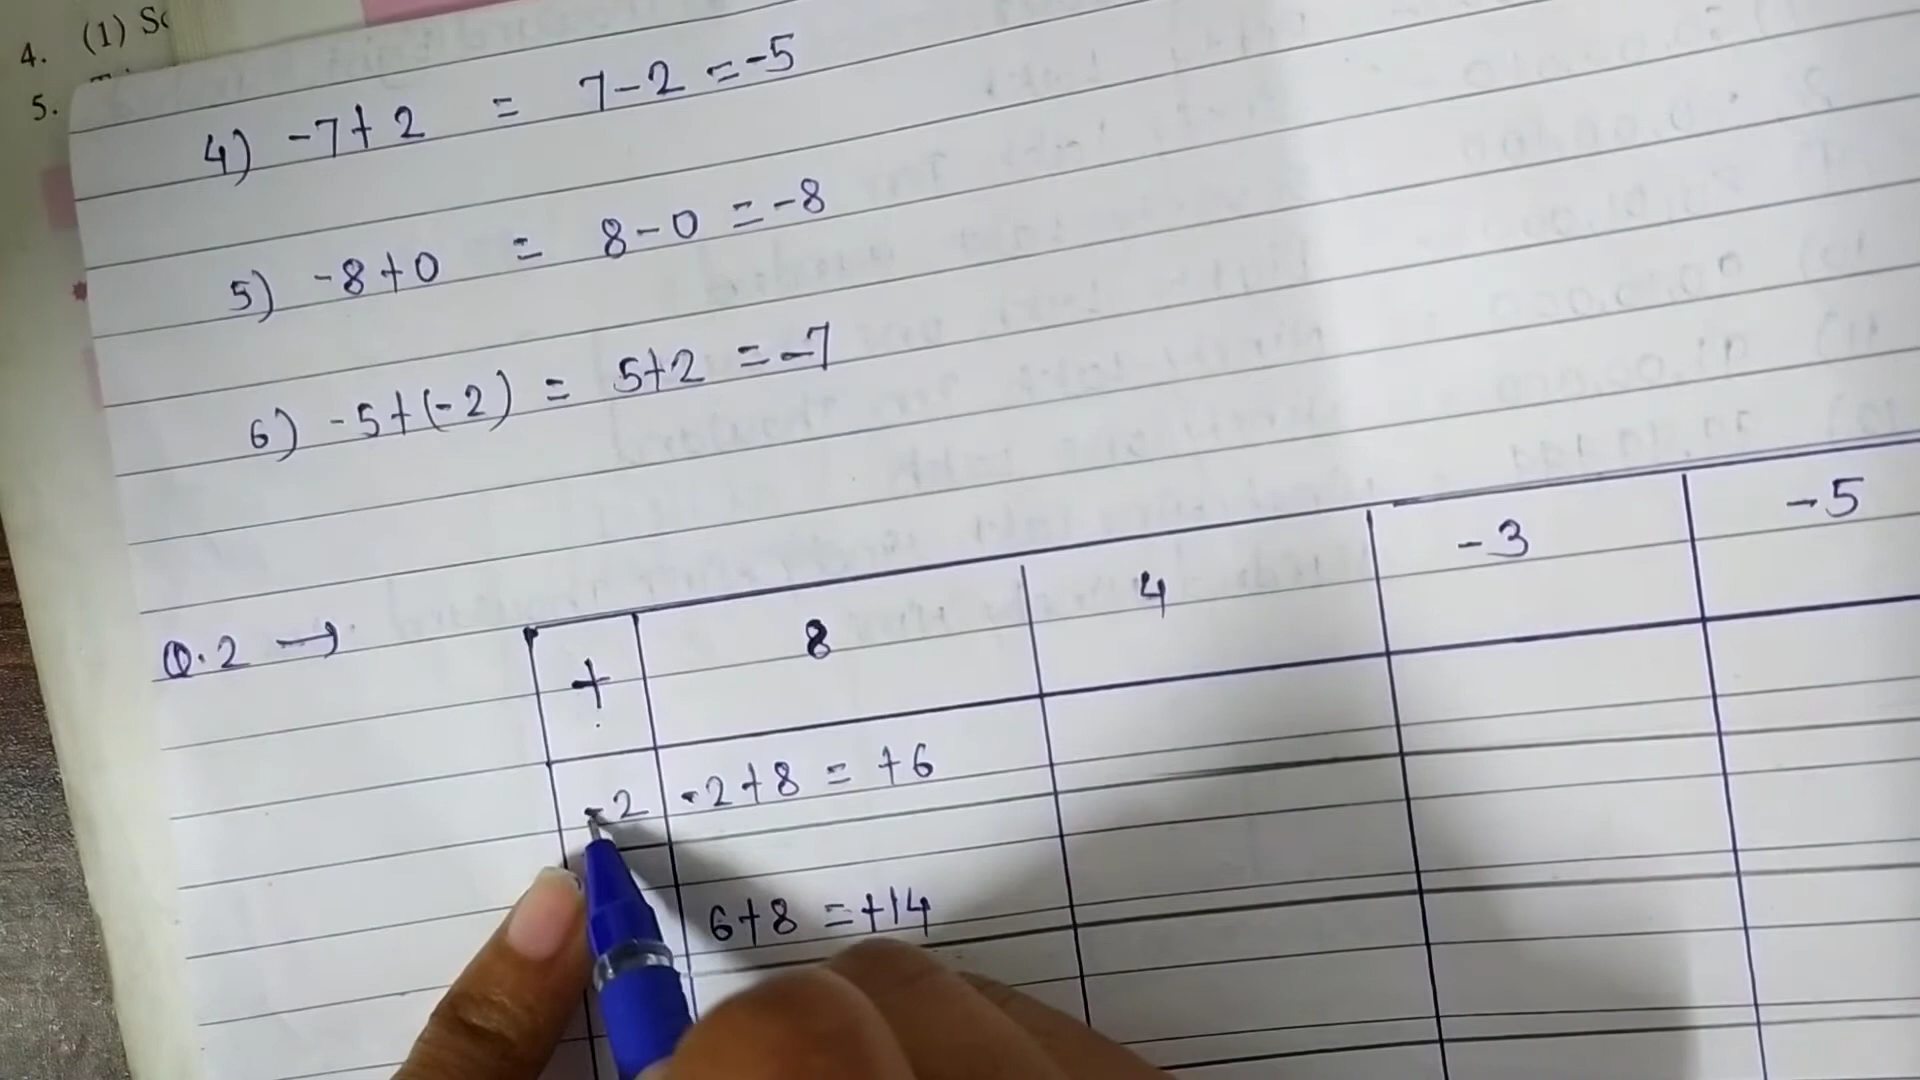 4. (1) So
5.
4) -7+2 = 7-2 = -5
5) -8+0 = 8-0 = -8
6) -5+(-2) = 5+2 = -7
Q.2 →
+ 8 4 -3 -5
-2 -2+8 = +6
6+8 = +14